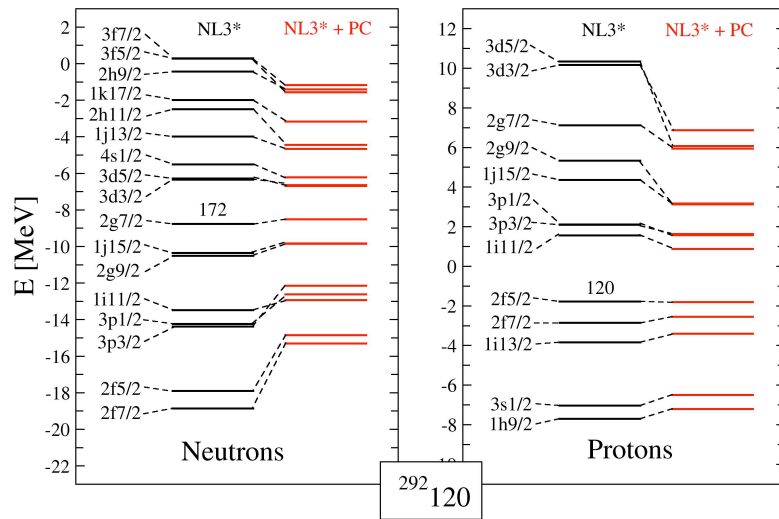 NL3* NL3* + PC
2
0
-2
-4
-6
-8
-10
-12
-14
-16
-18
-20
-22
E [MeV]
3f7/2
3f5/2
2h9/2
1k17/2
2h11/2
1j13/2
4s1/2
3d5/2
3d3/2
2g7/2
1j15/2
2g9/2
1i11/2
3p1/2
3p3/2
2f5/2
2f7/2
172
Neutrons
NL3* NL3* + PC
12
10
8
6
4
2
0
-2
-4
-6
-8
3d5/2
3d3/2
2g7/2
2g9/2
1j15/2
3p1/2
3p3/2
1i11/2
2f5/2
2f7/2
1i13/2
3s1/2
1h9/2
120
Protons
²⁹²120